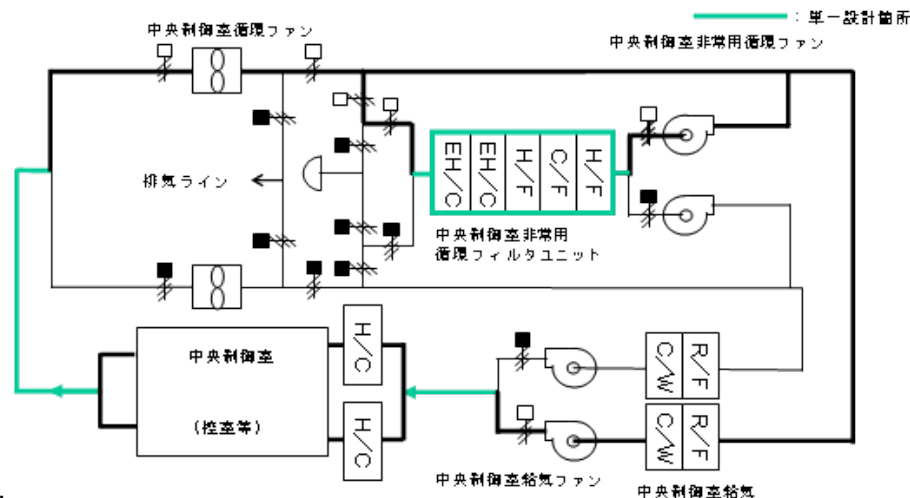 ：単一設計箇所
中央制御室循環ファン
中央制御室非常用循環ファン
排気ライン
EH/C
EH/C
H/F
C/F
H/F
中央制御室非常用
循環フィルタユニット
中央制御室
(控室等)
H/C
H/C
C/W
R/F
C/W
R/F
中央制御室給気ファン
中央制御室給気